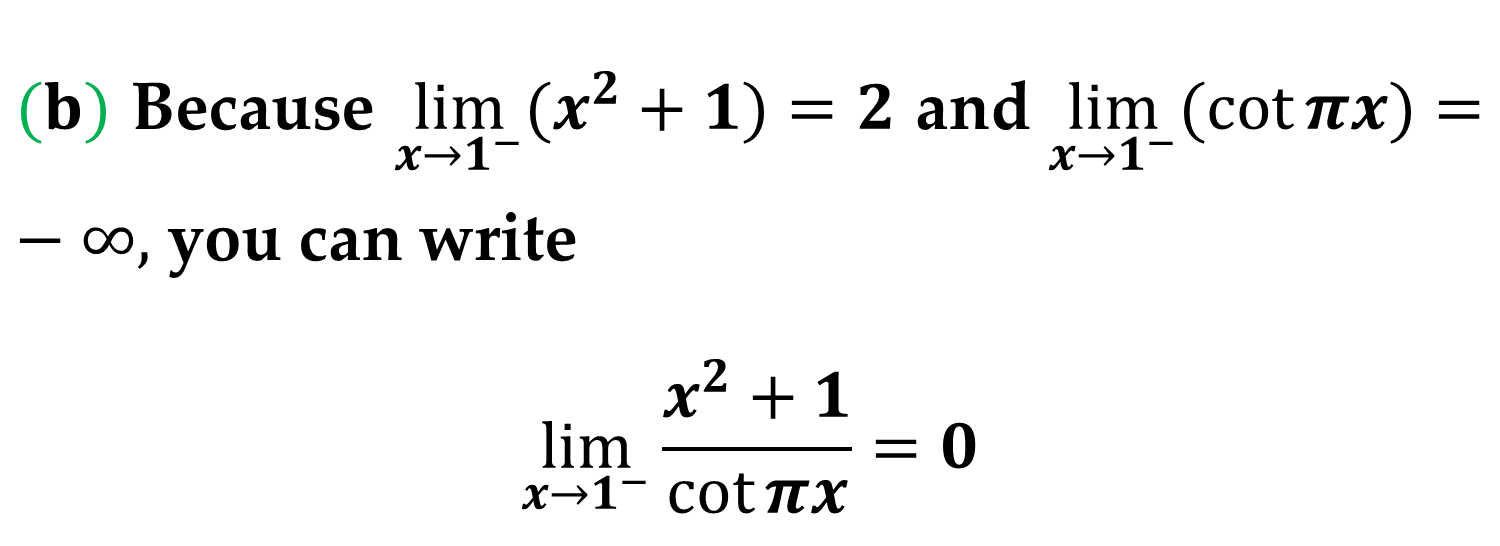 (b) Because lim_{x→1⁻} (x² + 1) = 2 and lim_{x→1⁻} (cot πx) =
− ∞, you can write
lim_{x→1⁻} \frac{x² + 1}{cot πx} = 0